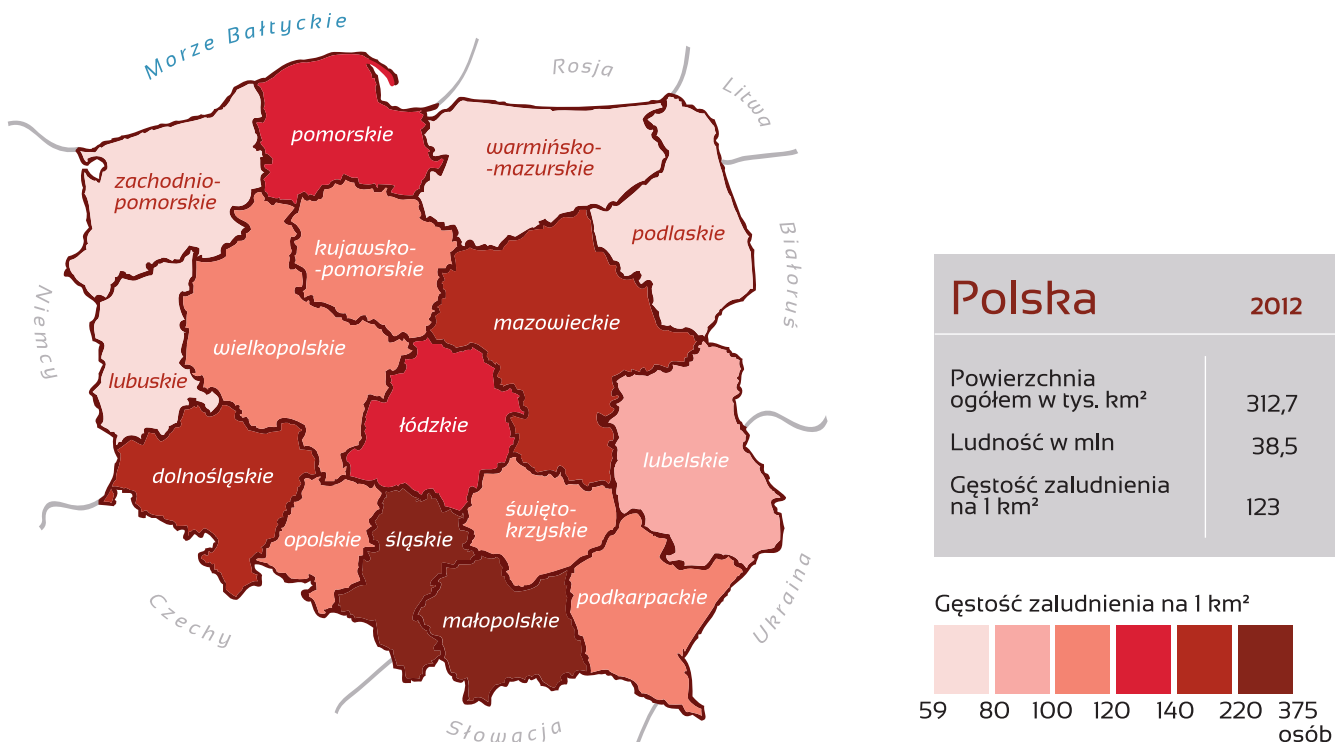 Morze Bałtyckie
Rosja
Litwa
pomorskie
warmińsko-
-mazurskie
zachodnio-
pomorskie
podlaskie
kujawsko-
-pomorskie
Białoruś
Niemcy
mazowieckie
wielkopolskie
lubuskie
łódzkie
lubelskie
dolnośląskie
święto-
krzyskie
opolskie
śląskie
podkarpackie
małopolskie
Czechy
Ukraina
Słowacja
Polska 2012
Powierzchnia
ogółem w tys. km² 312,7
Ludność w mln 38,5
Gęstość zaludnienia
na 1 km² 123
Gęstość zaludnienia na 1 km²
59 80 100 120 140 220 375
osób